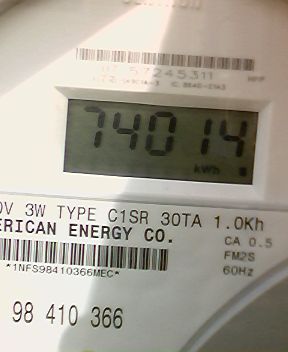 57245311
74014
kWh
0V 3W TYPE C1SR 30TA 1.0Kh
ERICAN ENERGY CO.
CA 0.5
*1NFS98410366MEC*
FM2S
60Hz
98 410 366